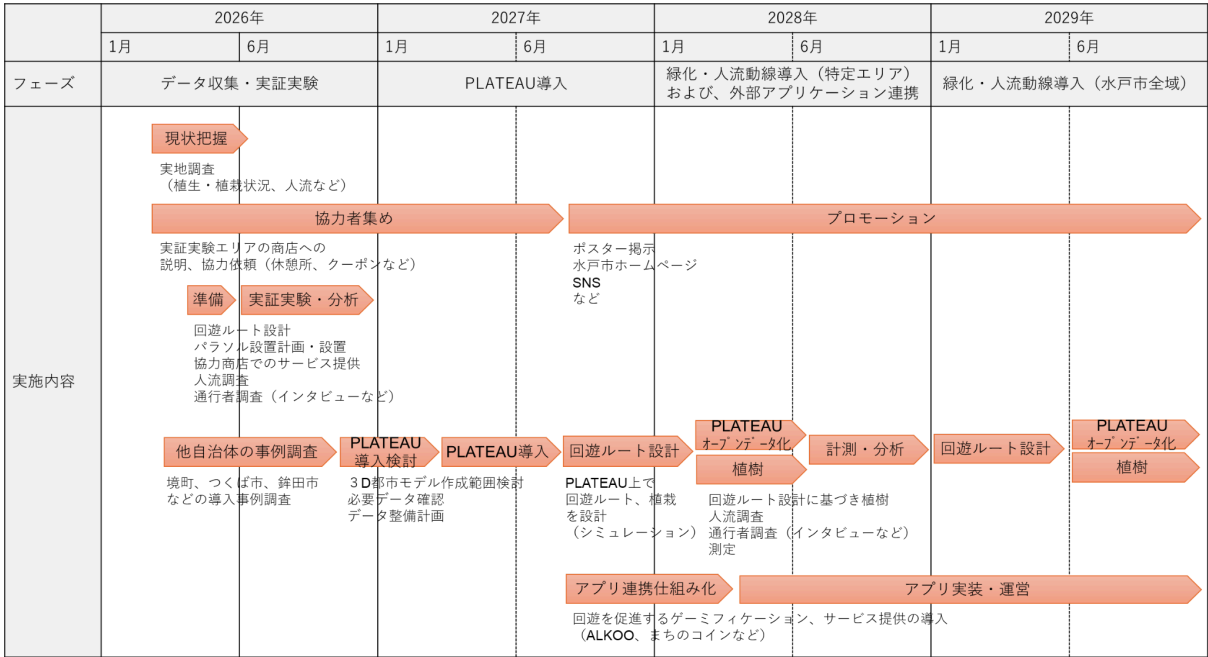 2026年
2027年
2028年
2029年
1月
6月
1月
6月
1月
6月
1月
6月
フェーズ
データ収集・実証実験
PLATEAU導入
緑化・人流動線導入（特定エリア）
および、外部アプリケーション連携
緑化・人流動線導入（水戸市全域）
実施内容
現状把握
実地調査
（植生・植栽状況、人流など）
協力者集め
プロモーション
実証実験エリアの商店への
説明、協力依頼（休憩所、クーポンなど）
ポスター掲示
水戸市ホームページ
SNS
など
準備
実証実験・分析
回遊ルート設計
パラソル設置計画・設置
協力商店でのサービス提供
人流調査
通行者調査（インタビューなど）
他自治体の事例調査
PLATEAU
導入検討
PLATEAU導入
回遊ルート設計
PLATEAU
オープンデータ化
植樹
計測・分析
回遊ルート設計
PLATEAU
オープンデータ化
植樹
境町、つくば市、鉾田市
などの導入事例調査
３D都市モデル作成範囲検討
必要データ確認
データ整備計画
PLATEAU上で
回遊ルート、植栽
を設計
（シミュレーション）
回遊ルート設計に基づき植樹
人流調査
通行者調査（インタビューなど）
測定
アプリ連携仕組み化
アプリ実装・運営
回遊を促進するゲーミフィケーション、サービス提供の導入
（ALKOO、まちのコインなど）